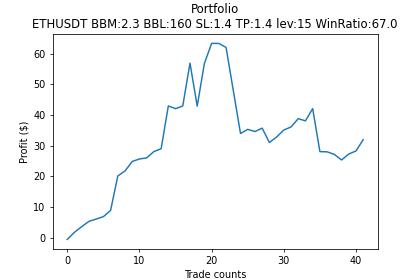 Portfolio
ETHUSDT BBM:2.3 BBL:160 SL:1.4 TP:1.4 lev:15 WinRatio:67.0
Profit ($)
60
50
40
30
20
10
0
0 10 20 30 40
Trade counts